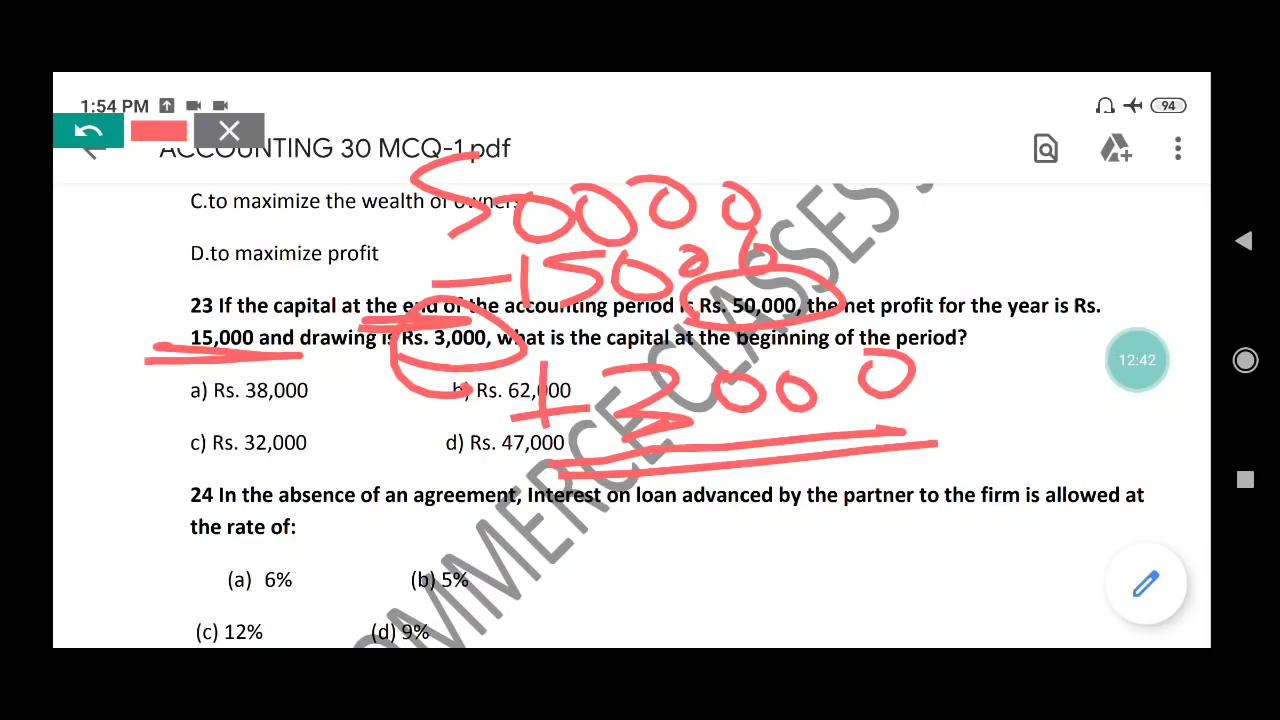 1:54 PM
94
ACCOUNTING 30 MCQ-1.pdf
C.to maximize the wealth of owners
50000
D.to maximize profit
-15000
23 If the capital at the end of the accounting period is Rs. 50,000, the net profit for the year is Rs.
15,000 and drawing is Rs. 3,000, what is the capital at the beginning of the period?
12:42
a) Rs. 38,000 b) Rs. 62,000
+3000
c) Rs. 32,000 d) Rs. 47,000
24 In the absence of an agreement, Interest on loan advanced by the partner to the firm is allowed at
the rate of:
(a) 6% (b) 5%
(c) 12% (d) 9%
COMMERCE CLASSES